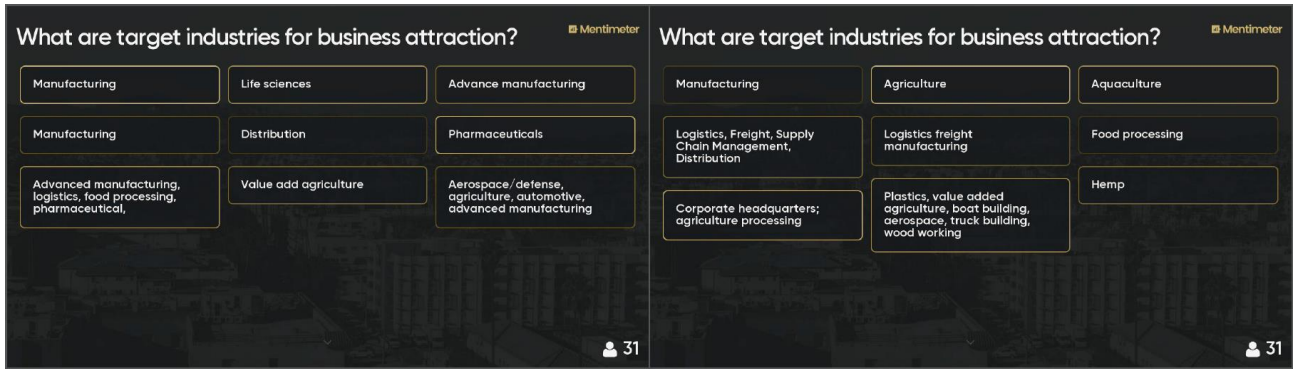 What are target industries for business attraction?
Mentimeter
Manufacturing
Life sciences
Advance manufacturing
Manufacturing
Distribution
Pharmaceuticals
Advanced manufacturing,
logistics, food processing,
pharmaceutical,
Value add agriculture
Aerospace/defense,
agriculture, automotive,
advanced manufacturing
31
What are target industries for business attraction?
Mentimeter
Manufacturing
Agriculture
Aquaculture
Logistics, Freight, Supply
Chain Management,
Distribution
Logistics freight
manufacturing
Food processing
Corporate headquarters;
agriculture processing
Plastics, value added
agriculture, boat building,
aerospace, truck building,
wood working
Hemp
31